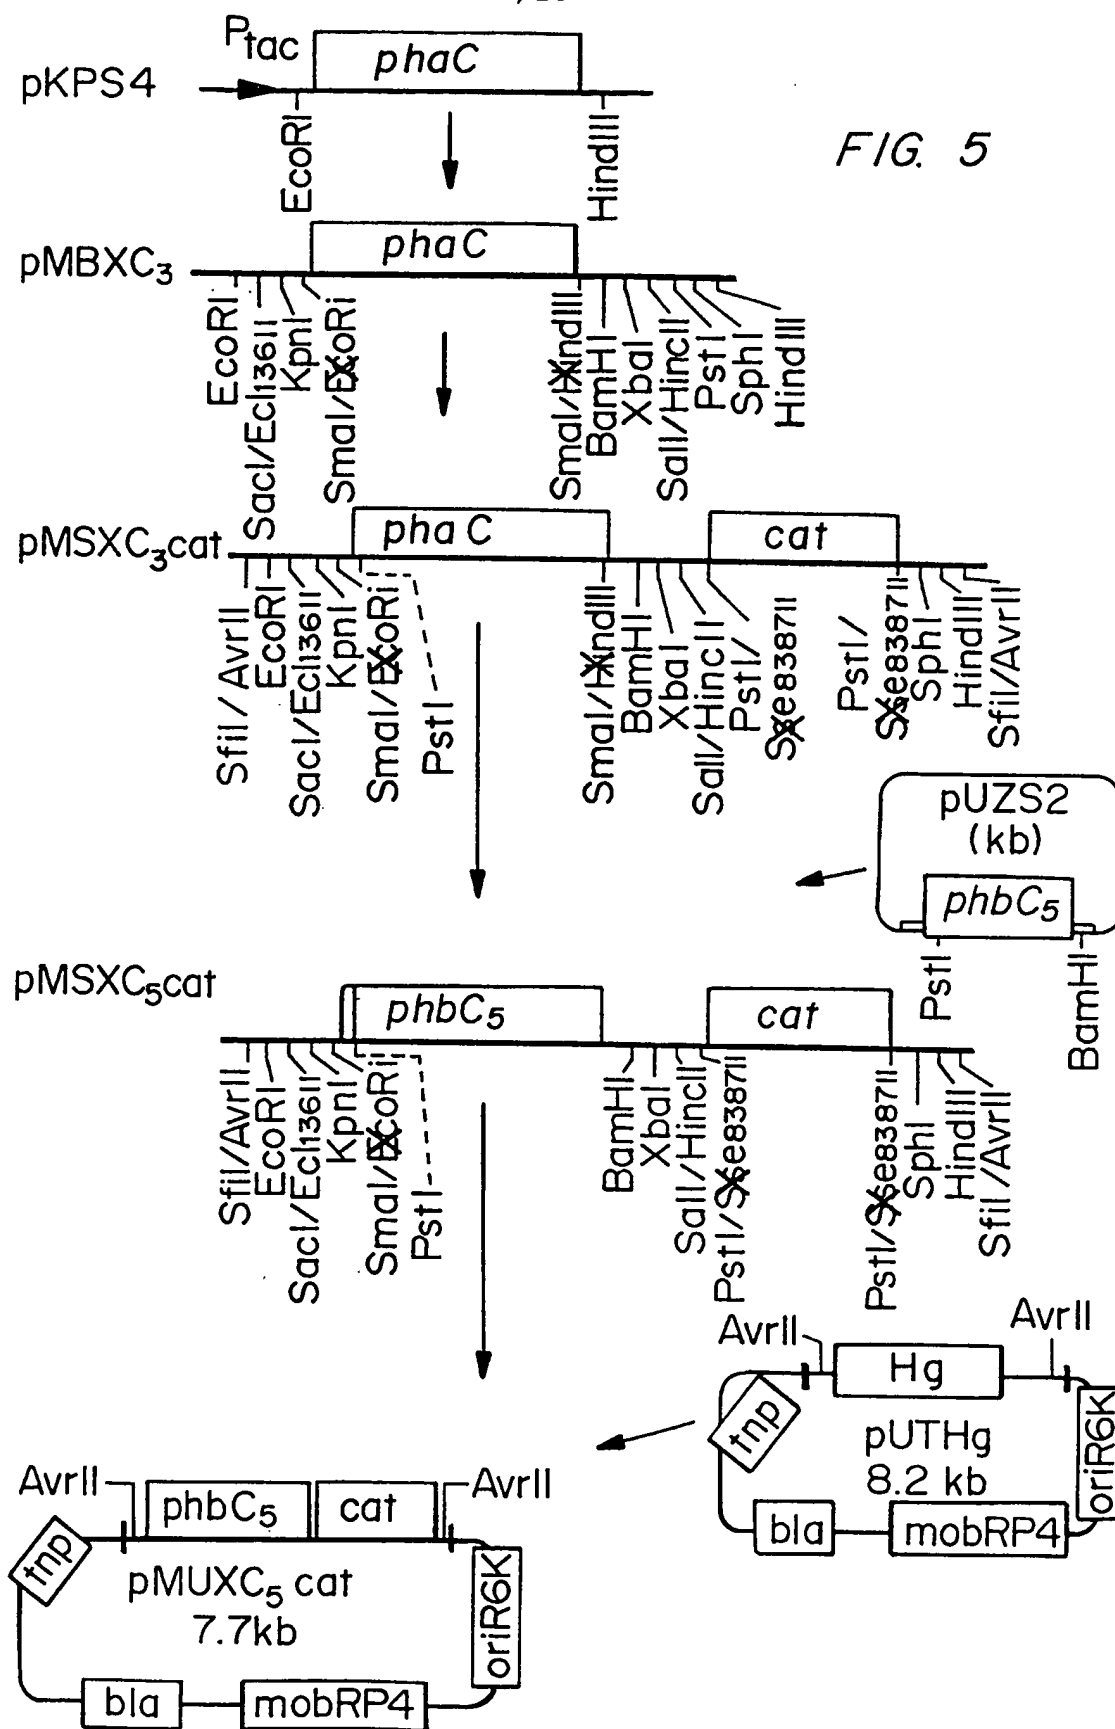 Ptac
phaC
pKPS4
EcoRI
HindIII
FIG. 5
phaC
pMBXC3
EcoRI
SacI/Ecl136II
KpnI
SmaI/EcoRi
SmaI/HindIII
BamHI
XbaI
SalI/HincII
PstI
SphI
HindIII
phaC
cat
pMSXC3cat
SfiI/AvrII
EcoRI
SacI/Ecl136II
KpnI
SmaI/EcoRi
PstI
SmaI/HindIII
BamHI
XbaI
SalI/HincII
PstI/
Sse8387II
PstI/
Sse8387II
SphI
HindIII
SfiI/AvrII
pUZS2
(kb)
phbC5
PstI
BamHI
pMSXC5cat
phbC5
cat
SfiI/AvrII
EcoRI
SacI/Ecl136II
KpnI
SmaI/EcoRi
PstI
BamHI
XbaI
SalI/HincII
PstI/Sse8387II
PstI/Sse8387II
SphI
HindIII
SfiI/AvrII
AvrII
Hg
AvrII
tnp
pUTHg
8.2 kb
oriR6K
bla
mobRP4
AvrII
phbC5
cat
AvrII
tnp
pMUXC5 cat
7.7kb
oriR6K
bla
mobRP4